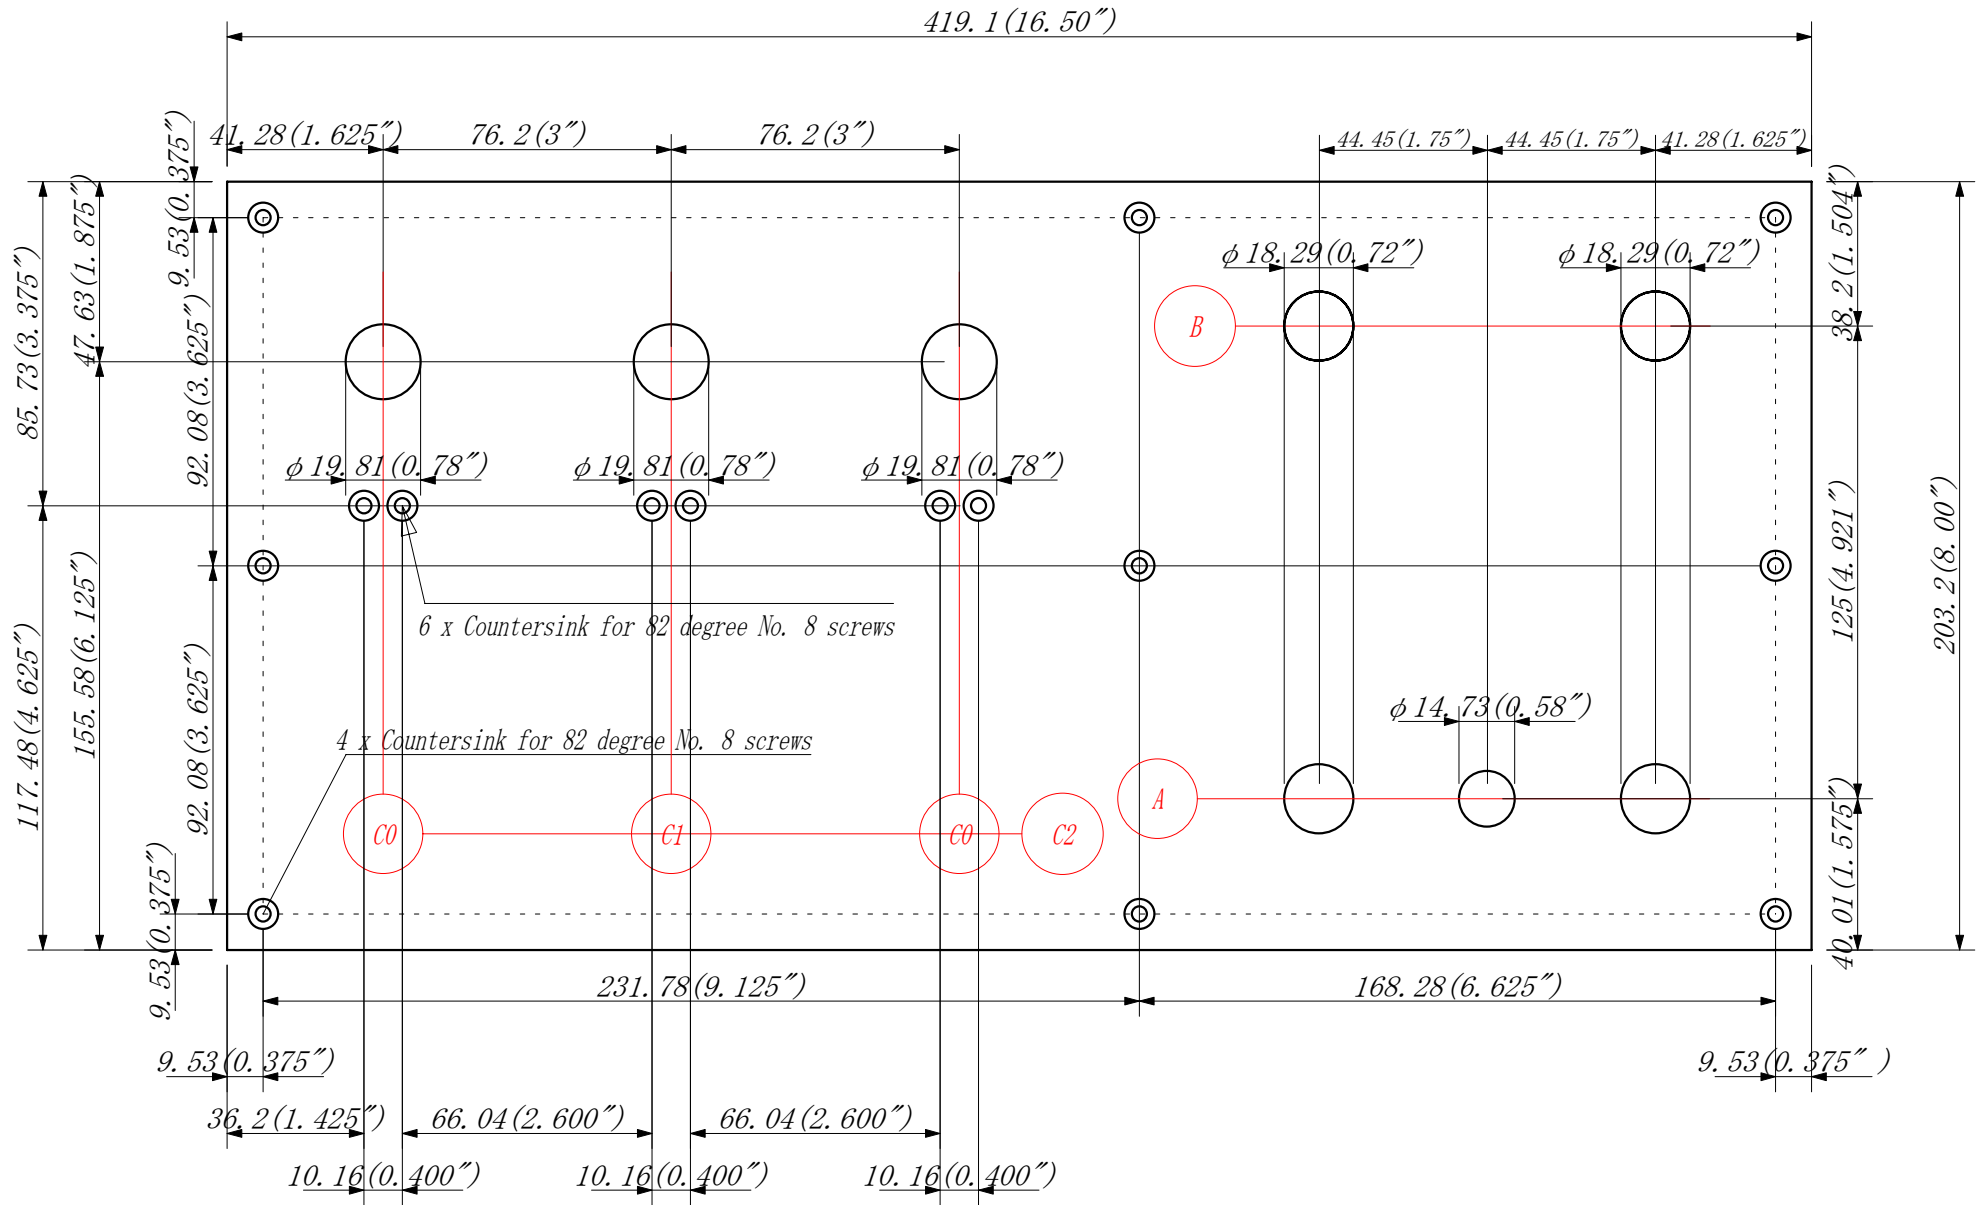 419.1(16.50")
41.28(1.625")
76.2(3")
76.2(3")
44.45(1.75")
44.45(1.75")
41.28(1.625")
9.53(0.375")
47.63(1.875")
85.73(3.375")
92.08(3.625")
φ18.29(0.72")
φ18.29(0.72")
38.2(1.504")
B
φ19.81(0.78")
φ19.81(0.78")
φ19.81(0.78")
6 x Countersink for 82 degree No. 8 screws
125(4.921")
203.2(8.00")
117.48(4.625")
155.58(6.125")
92.08(3.625")
φ14.73(0.58")
4 x Countersink for 82 degree No. 8 screws
A
C0
C1
C0
C2
40.01(1.575")
9.53(0.375")
231.78(9.125")
168.28(6.625")
9.53(0.375")
9.53(0.375" )
36.2(1.425")
66.04(2.600")
66.04(2.600")
10.16(0.400")
10.16(0.400")
10.16(0.400")